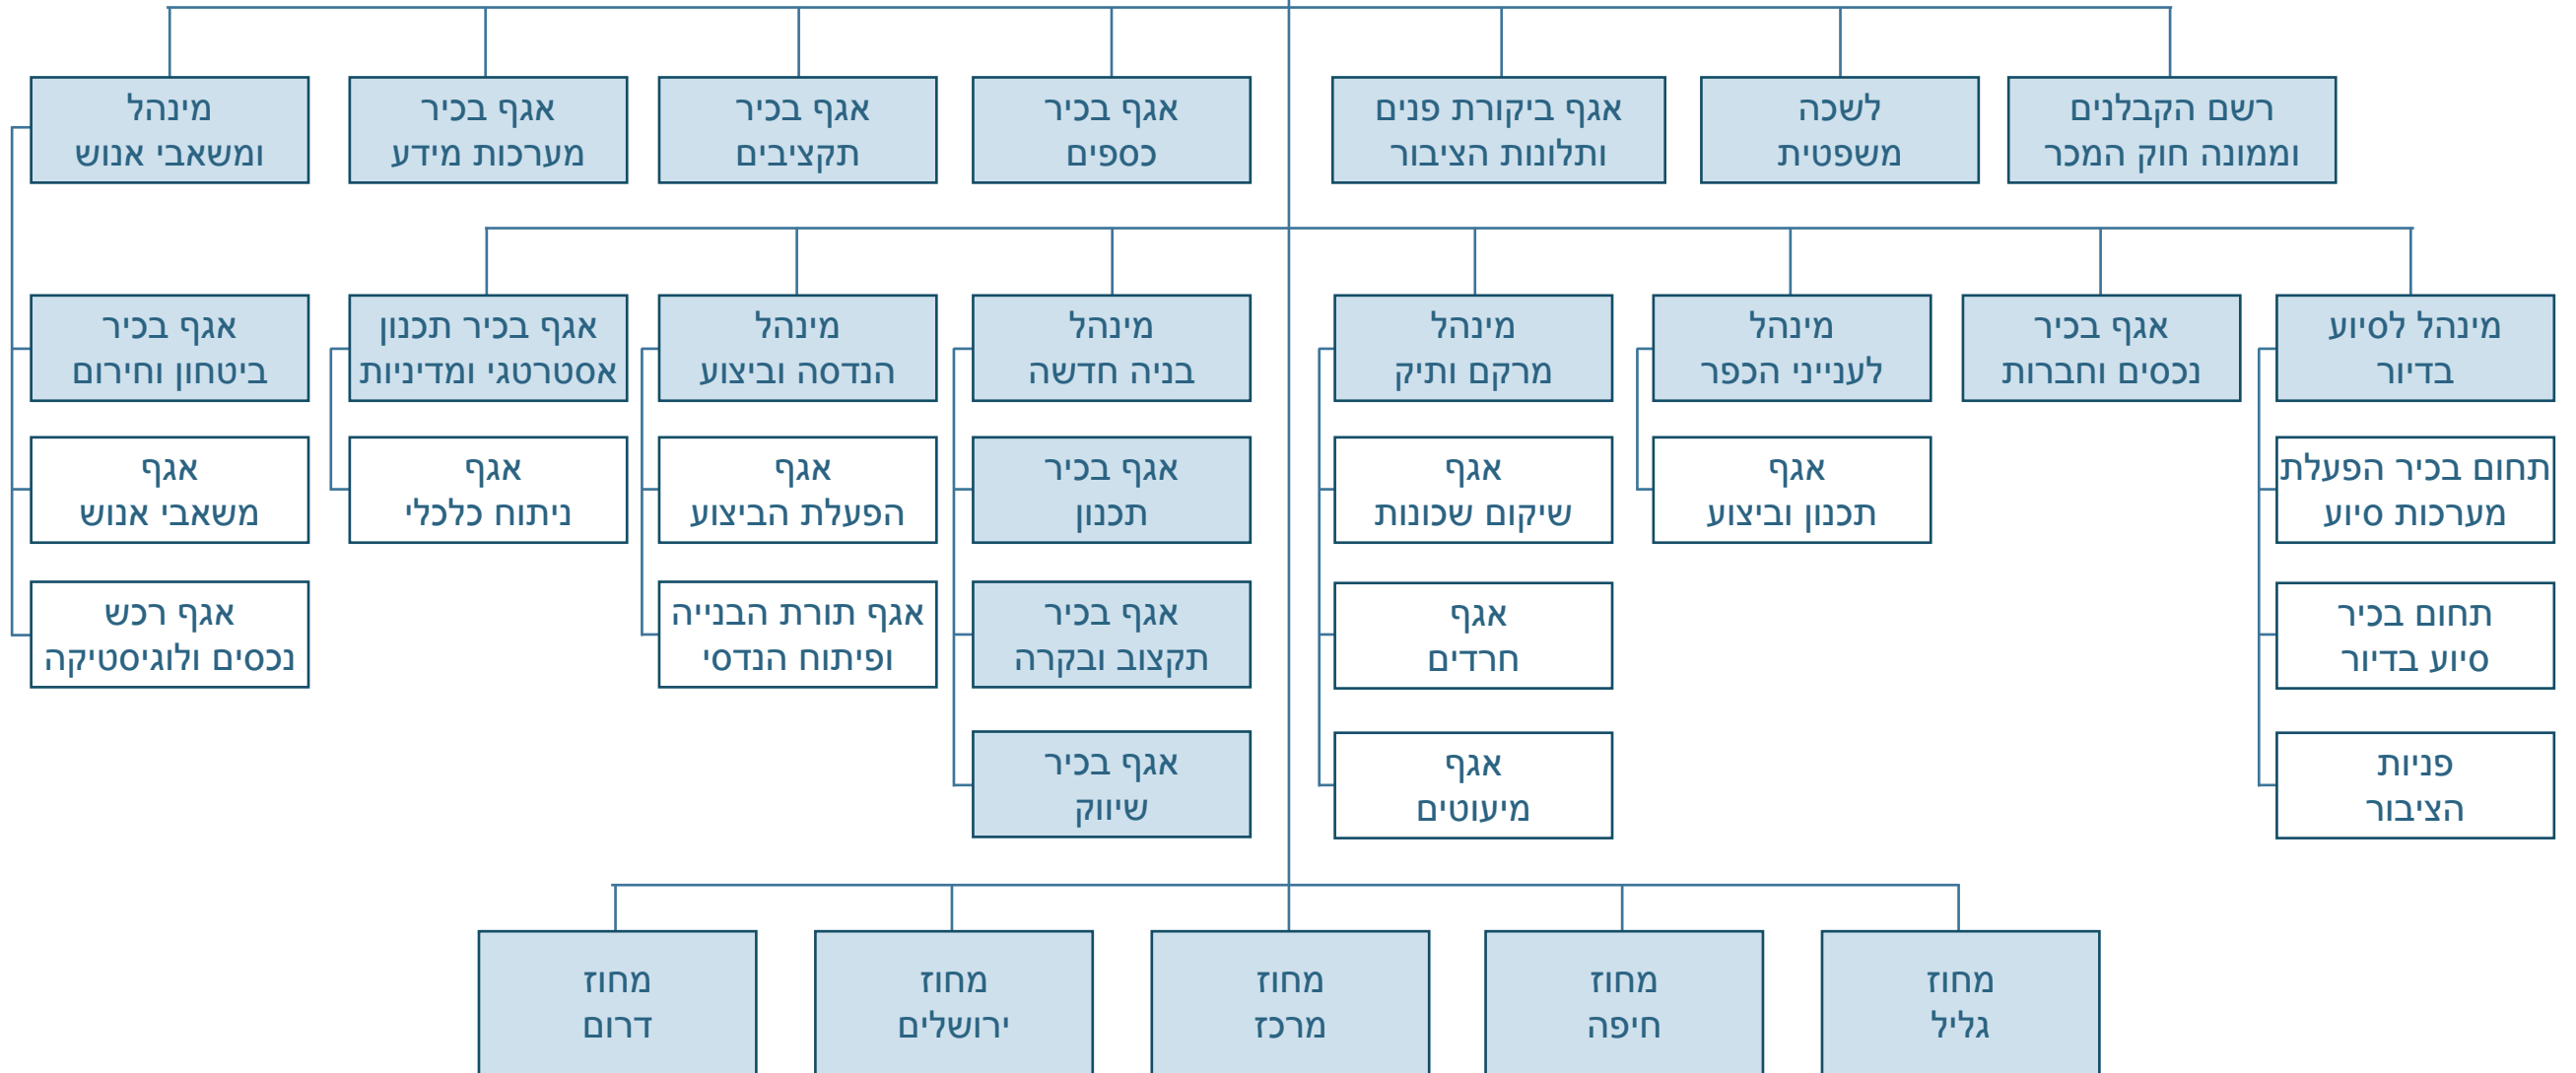 רשם הקבלנים
וממונה חוק המכר
לשכה
משפטית
אגף ביקורת פנים
ותלונות הציבור
אגף בכיר
כספים
אגף בכיר
תקציבים
אגף בכיר
מערכות מידע
מינהל
ומשאבי אנוש
מינהל לסיוע
בדיור
אגף בכיר
נכסים וחברות
מינהל
לענייני הכפר
מינהל
מרקם ותיק
מינהל
בניה חדשה
מינהל
הנדסה וביצוע
אגף בכיר תכנון
אסטרטגי ומדיניות
אגף בכיר
ביטחון וחירום
תחום בכיר הפעלת
מערכות סיוע
אגף
תכנון וביצוע
אגף
שיקום שכונות
אגף בכיר
תכנון
אגף
הפעלת הביצוע
אגף
ניתוח כלכלי
אגף
משאבי אנוש
תחום בכיר
סיוע בדיור
אגף
חרדים
אגף בכיר
תקצוב ובקרה
אגף תורת הבנייה
ופיתוח הנדסי
אגף רכש
נכסים ולוגיסטיקה
פניות
הציבור
אגף
מיעוטים
אגף בכיר
שיווק
מחוז
גליל
מחוז
חיפה
מחוז
מרכז
מחוז
ירושלים
מחוז
דרום